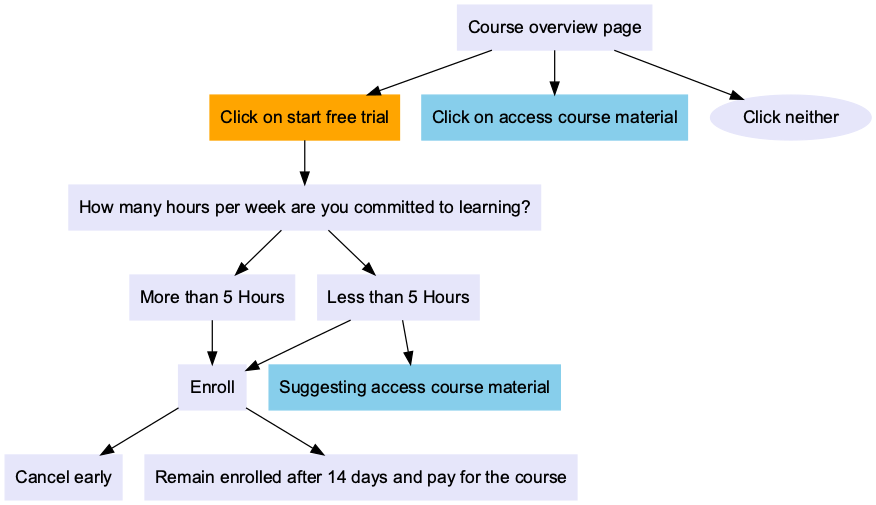 Course overview page
Click on start free trial
Click on access course material
Click neither
How many hours per week are you committed to learning?
More than 5 Hours
Less than 5 Hours
Enroll
Suggesting access course material
Cancel early
Remain enrolled after 14 days and pay for the course